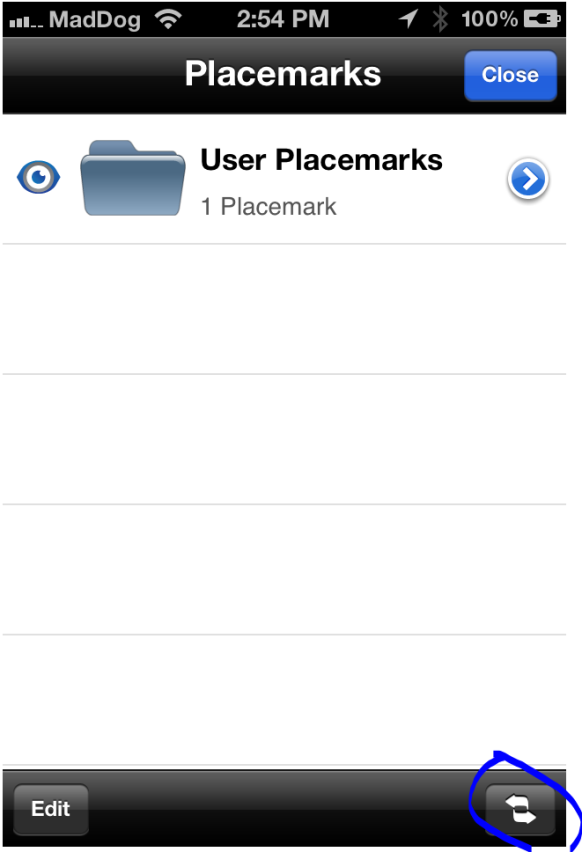 MadDog 2:54 PM 100%
Placemarks Close
User Placemarks
1 Placemark
Edit